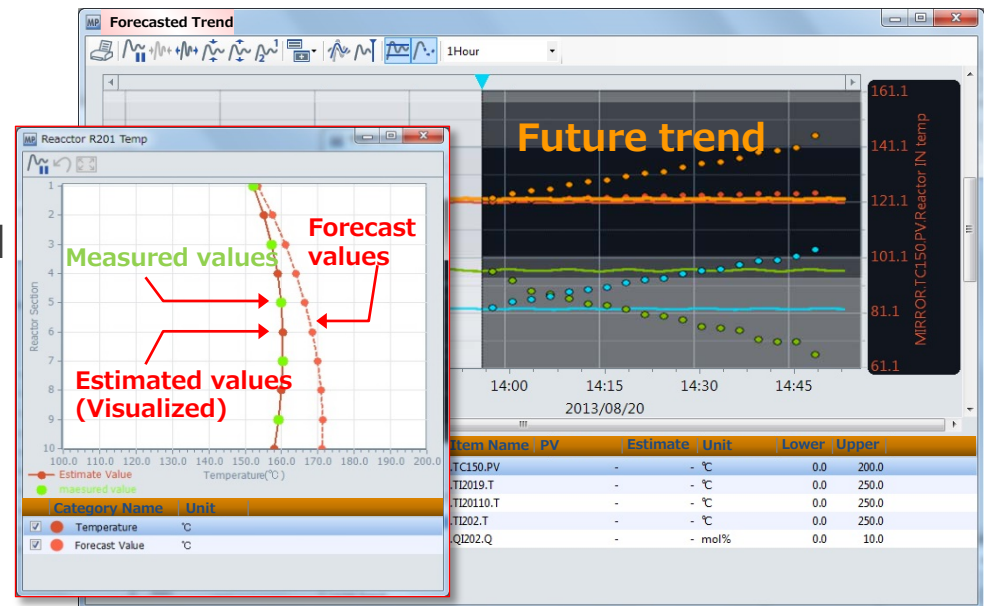 MP Forecasted Trend
1Hour
161.1
141.1
121.1
101.1
81.1
61.1
MIRROR.TC150.PV.Reactor IN temp
Future trend
14:00 14:15 14:30 14:45
2013/08/20
Item Name PV Estimate Unit Lower Upper
.TC150.PV - - ℃ 0.0 200.0
.TI2019.T - - ℃ 0.0 250.0
.TI20110.T - - ℃ 0.0 250.0
.TI202.T - - ℃ 0.0 250.0
.QI202.Q - - mol% 0.0 10.0
MP Reacctor R201 Temp
1
2
3
4
5
6
7
8
9
10
Reactor Section
Measured values
Forecast
values
Estimated values
(Visualized)
100.0 110.0 120.0 130.0 140.0 150.0 160.0 170.0 180.0 190.0 200.0
Temperature(℃)
Estimate Value
maesured value
Category Name Unit
Temperature ℃
Forecast Value ℃